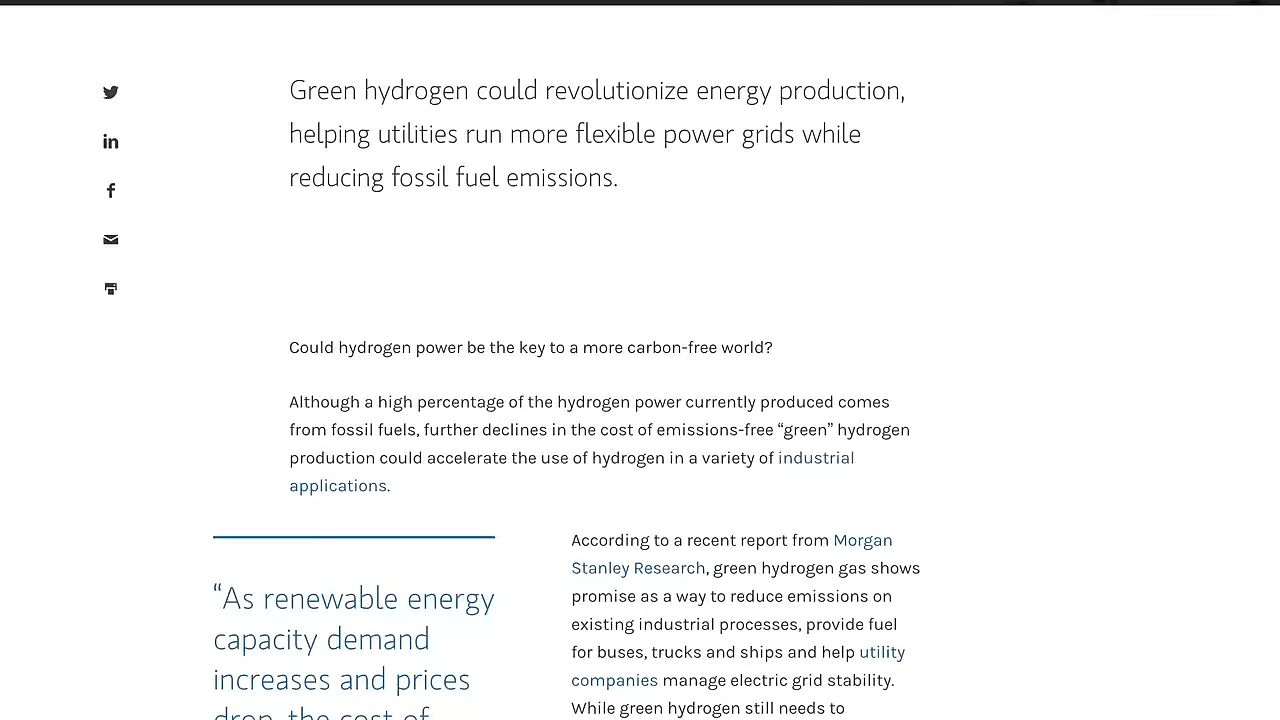 Green hydrogen could revolutionize energy production,
helping utilities run more flexible power grids while
reducing fossil fuel emissions.
Could hydrogen power be the key to a more carbon-free world?
Although a high percentage of the hydrogen power currently produced comes
from fossil fuels, further declines in the cost of emissions-free “green” hydrogen
production could accelerate the use of hydrogen in a variety of industrial
applications.
“As renewable energy
capacity demand
increases and prices
drop, the cost of
According to a recent report from Morgan
Stanley Research, green hydrogen gas shows
promise as a way to reduce emissions on
existing industrial processes, provide fuel
for buses, trucks and ships and help utility
companies manage electric grid stability.
While green hydrogen still needs to